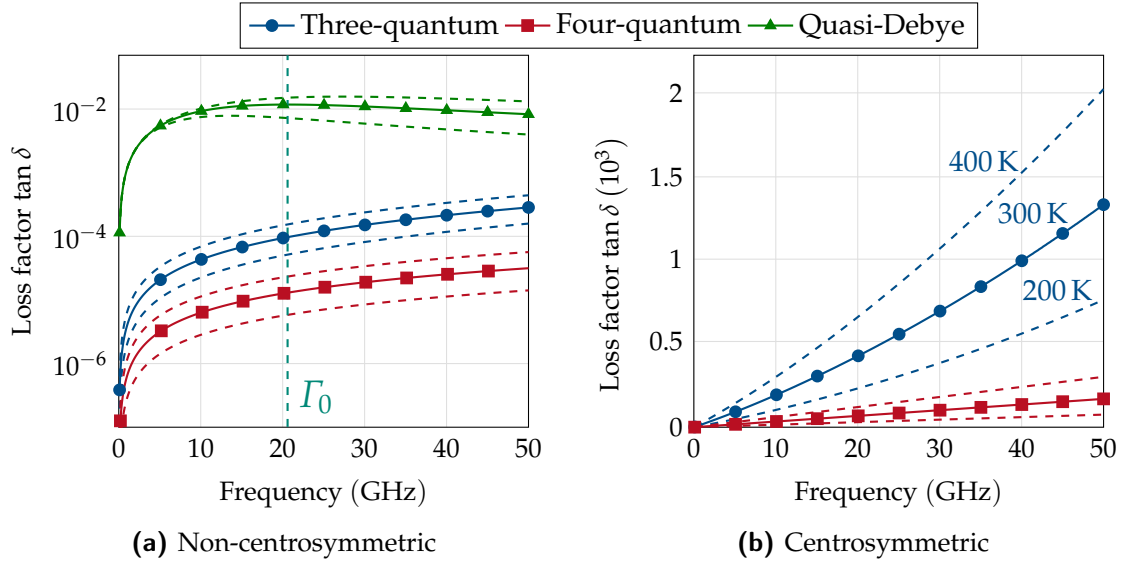 Three-quantum Four-quantum Quasi-Debye
Loss factor tan δ
10⁻²
10⁻⁴
10⁻⁶
Γ₀
0 10 20 30 40 50
Frequency (GHz)
(a) Non-centrosymmetric
Loss factor tan δ (10³)
2
1.5
1
0.5
0
400 K
300 K
200 K
0 10 20 30 40 50
Frequency (GHz)
(b) Centrosymmetric